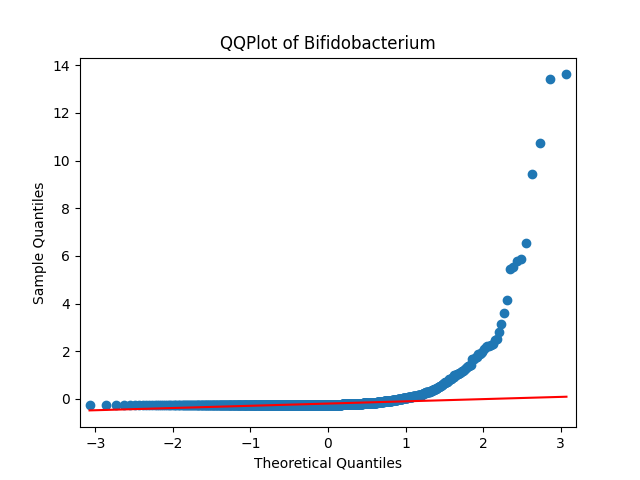 QQPlot of Bifidobacterium
14
12
10
8
6
4
2
0
Sample Quantiles
−3 −2 −1 0 1 2 3
Theoretical Quantiles